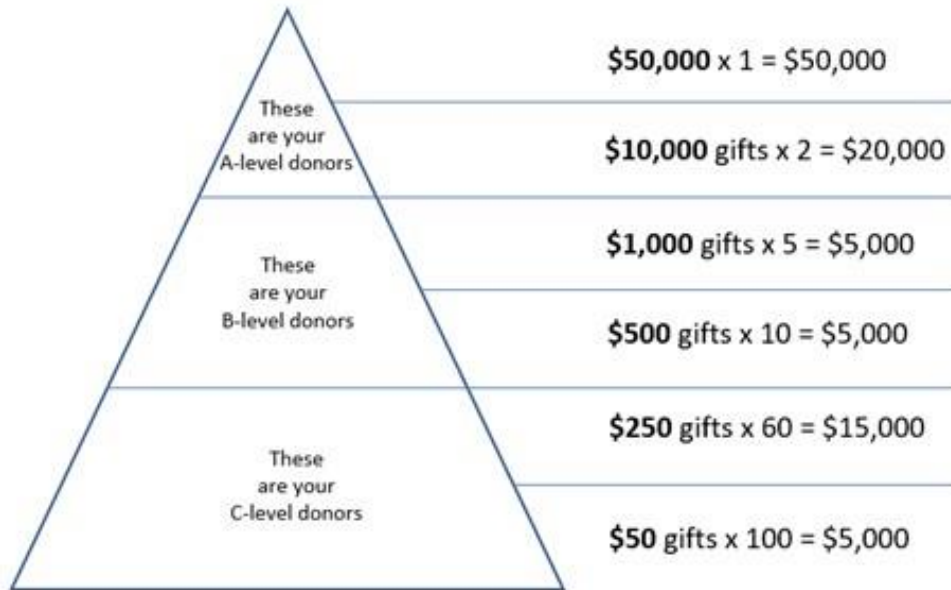 $50,000 x 1 = $50,000
These
are your
A-level donors
$10,000 gifts x 2 = $20,000
$1,000 gifts x 5 = $5,000
These
are your
B-level donors
$500 gifts x 10 = $5,000
$250 gifts x 60 = $15,000
These
are your
C-level donors
$50 gifts x 100 = $5,000